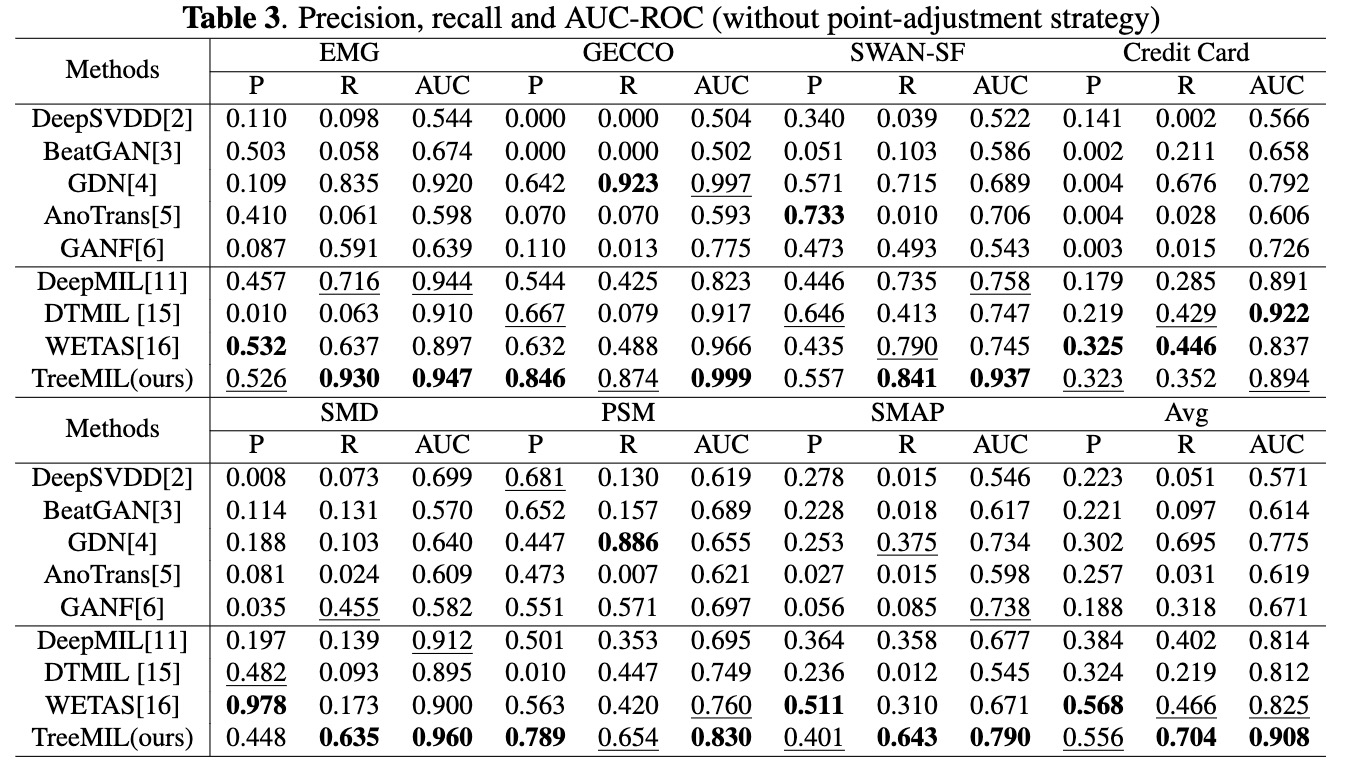 Table 3. Precision, recall and AUC-ROC (without point-adjustment strategy)
Methods EMG GECCO SWAN-SF Credit Card
P R AUC P R AUC P R AUC P R AUC
DeepSVDD[2] 0.110 0.098 0.544 0.000 0.000 0.504 0.340 0.039 0.522 0.141 0.002 0.566
BeatGAN[3] 0.503 0.058 0.674 0.000 0.000 0.502 0.051 0.103 0.586 0.002 0.211 0.658
GDN[4] 0.109 0.835 0.920 0.642 0.923 0.997 0.571 0.715 0.689 0.004 0.676 0.792
AnoTrans[5] 0.410 0.061 0.598 0.070 0.070 0.593 0.733 0.010 0.706 0.004 0.028 0.606
GANF[6] 0.087 0.591 0.639 0.110 0.013 0.775 0.473 0.493 0.543 0.003 0.015 0.726
DeepMIL[11] 0.457 0.716 0.944 0.544 0.425 0.823 0.446 0.735 0.758 0.179 0.285 0.891
DTMIL [15] 0.010 0.063 0.910 0.667 0.079 0.917 0.646 0.413 0.747 0.219 0.429 0.922
WETAS[16] 0.532 0.637 0.897 0.632 0.488 0.966 0.435 0.790 0.745 0.325 0.446 0.837
TreeMIL(ours) 0.526 0.930 0.947 0.846 0.874 0.999 0.557 0.841 0.937 0.323 0.352 0.894
Methods SMD PSM SMAP Avg
P R AUC P R AUC P R AUC P R AUC
DeepSVDD[2] 0.008 0.073 0.699 0.681 0.130 0.619 0.278 0.015 0.546 0.223 0.051 0.571
BeatGAN[3] 0.114 0.131 0.570 0.652 0.157 0.689 0.228 0.018 0.617 0.221 0.097 0.614
GDN[4] 0.188 0.103 0.640 0.447 0.886 0.655 0.253 0.375 0.734 0.302 0.695 0.775
AnoTrans[5] 0.081 0.024 0.609 0.473 0.007 0.621 0.027 0.015 0.598 0.257 0.031 0.619
GANF[6] 0.035 0.455 0.582 0.551 0.571 0.697 0.056 0.085 0.738 0.188 0.318 0.671
DeepMIL[11] 0.197 0.139 0.912 0.501 0.353 0.695 0.364 0.358 0.677 0.384 0.402 0.814
DTMIL [15] 0.482 0.093 0.895 0.010 0.447 0.749 0.236 0.012 0.545 0.324 0.219 0.812
WETAS[16] 0.978 0.173 0.900 0.563 0.420 0.760 0.511 0.310 0.671 0.568 0.466 0.825
TreeMIL(ours) 0.448 0.635 0.960 0.789 0.654 0.830 0.401 0.643 0.790 0.556 0.704 0.908